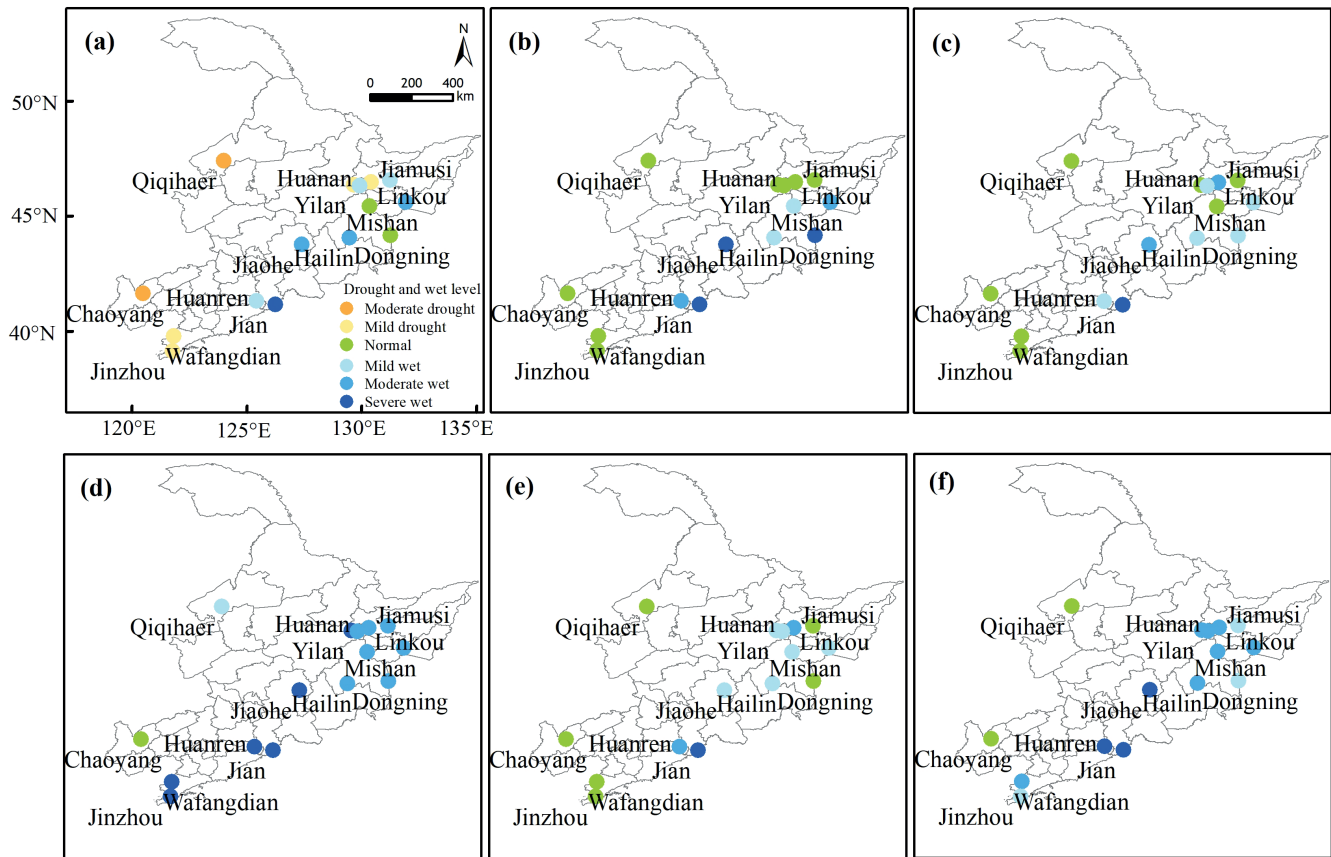 (a)
N
0 200 400
km
50°N
45°N
40°N
120°E 125°E 130°E 135°E
Qiqihaer
Huanan Jiamusi
Yilan Linkou
Mishan
Jiaohe Hailin Dongning
Chaoyang Huanren
Jian
Jinzhou Wafangdian
Drought and wet level
Moderate drought
Mild drought
Normal
Mild wet
Moderate wet
Severe wet
(b)
Qiqihaer
Huanan Jiamusi
Yilan Linkou
Mishan
Jiaohe Hailin Dongning
Chaoyang Huanren
Jian
Jinzhou Wafangdian
(c)
Qiqihaer
Huanan Jiamusi
Yilan Linkou
Mishan
Jiaohe Hailin Dongning
Chaoyang Huanren
Jian
Jinzhou Wafangdian
(d)
Qiqihaer
Huanan Jiamusi
Yilan Linkou
Mishan
Jiaohe Hailin Dongning
Chaoyang Huanren
Jian
Jinzhou Wafangdian
(e)
Qiqihaer
Huanan Jiamusi
Yilan Linkou
Mishan
Jiaohe Hailin Dongning
Chaoyang Huanren
Jian
Jinzhou Wafangdian
(f)
Qiqihaer
Huanan Jiamusi
Yilan Linkou
Mishan
Jiaohe Hailin Dongning
Chaoyang Huanren
Jian
Jinzhou Wafangdian